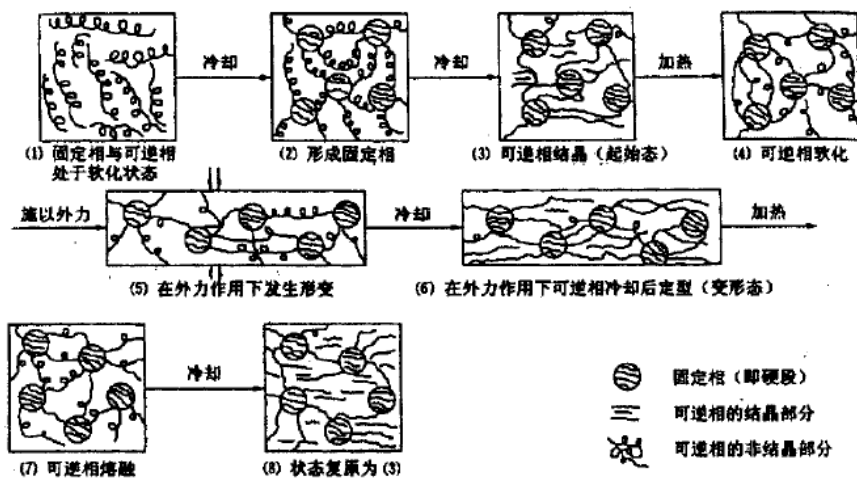 冷却
冷却
加热
(1) 固定相与可逆相
处于软化状态
(2) 形成固定相
(3) 可逆相结晶（起始态）
(4) 可逆相软化
施以外力
冷却
加热
(5) 在外力作用下发生形变
(6) 在外力作用下可逆相冷却后定型（变形态）
冷却
固定相（即硬段）
可逆相的结晶部分
可逆相的非结晶部分
(7) 可逆相熔融
(8) 状态复原为 (3)